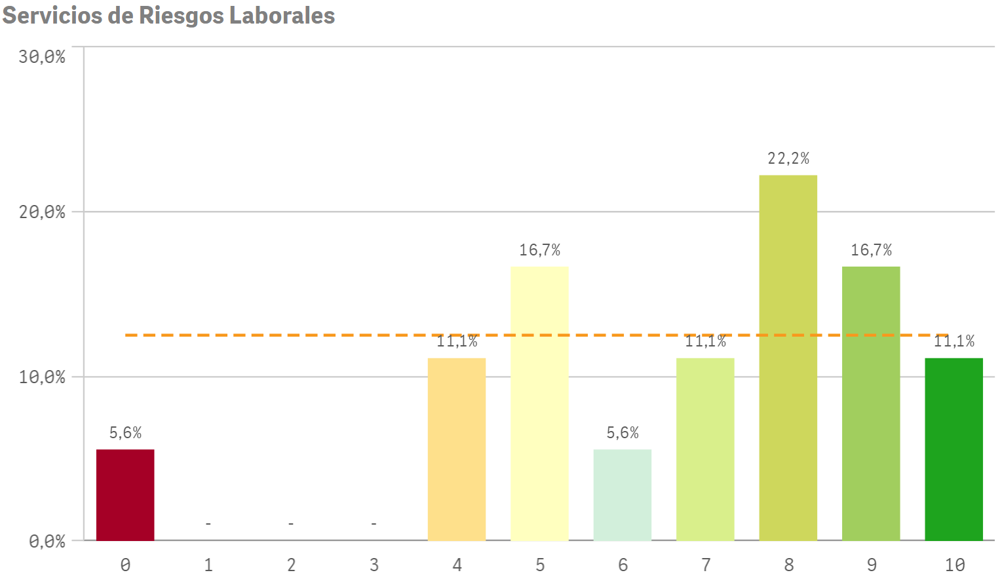 Servicios de Riesgos Laborales
30,0%
22,2%
20,0%
16,7% 16,7%
11,1% 11,1% 11,1%
10,0%
5,6% 5,6%
- - -
0,0%
0 1 2 3 4 5 6 7 8 9 10